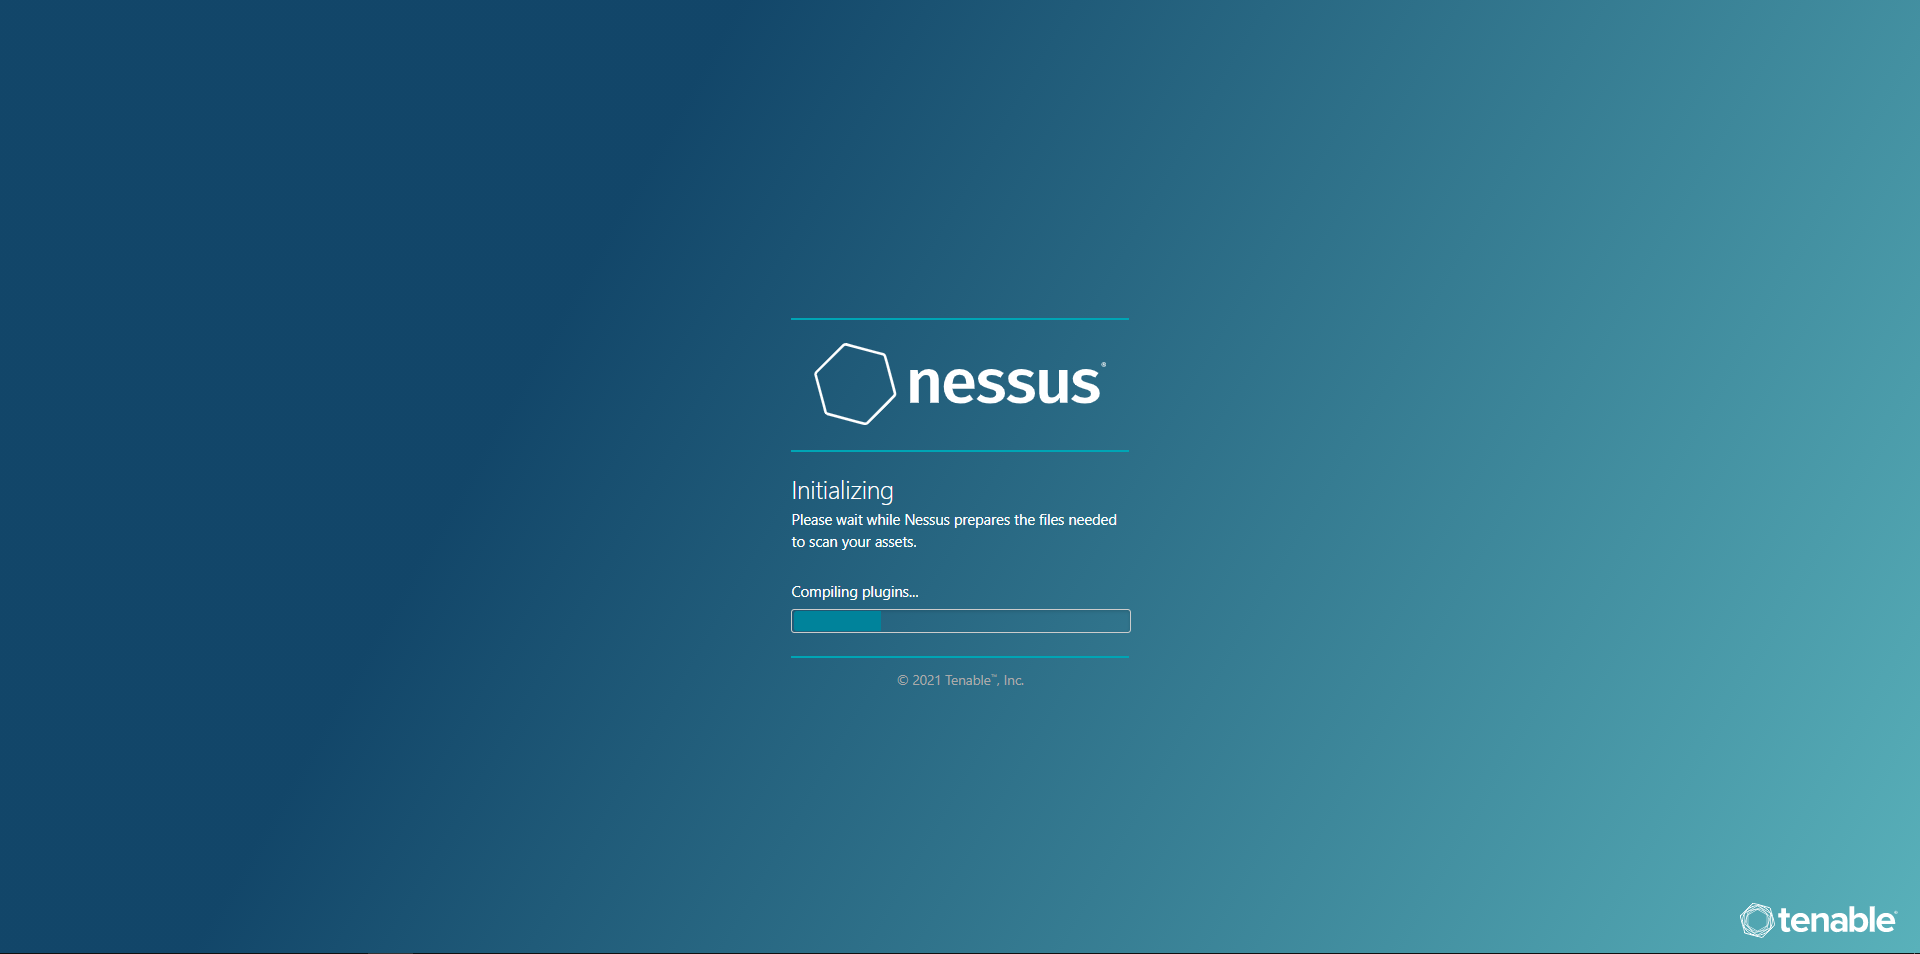 nessus®
Initializing
Please wait while Nessus prepares the files needed
to scan your assets.
Compiling plugins...
© 2021 Tenable™, Inc.
tenable®